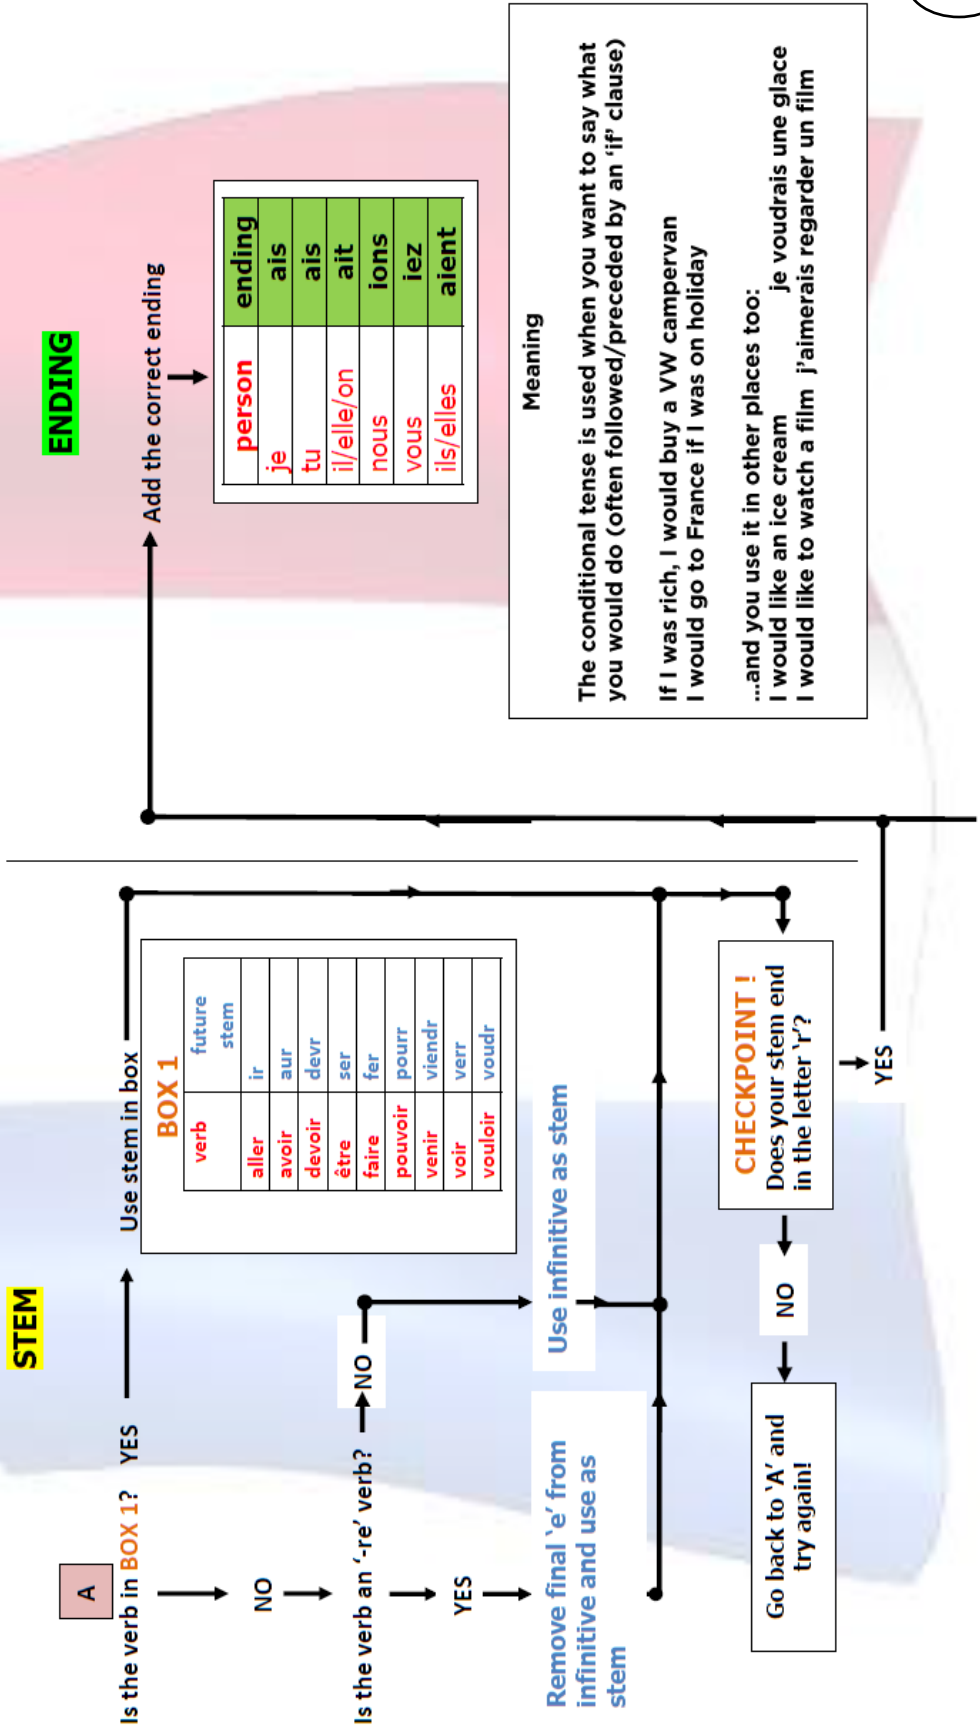 STEM
A
Is the verb in BOX 1?
YES
Use stem in box
BOX 1
verb future stem
aller ir
avoir aur
devoir devr
être ser
faire fer
pouvoir pourr
venir viendr
voir verr
vouloir voudr
NO
Is the verb an ‘-re’ verb?
NO
YES
Remove final ‘e’ from
infinitive and use as
stem
Use infinitive as stem
CHECKPOINT !
Does your stem end
in the letter ‘r’?
NO
Go back to ‘A’ and
try again!
YES
ENDING
Add the correct ending
person ending
je ais
tu ais
il/elle/on ait
nous ions
vous iez
ils/elles aient
Meaning
The conditional tense is used when you want to say what
you would do (often followed/preceded by an ‘if’ clause)
If I was rich, I would buy a VW campervan
I would go to France if I was on holiday
…and you use it in other places too:
I would like an ice cream je voudrais une glace
I would like to watch a film j’aimerais regarder un film